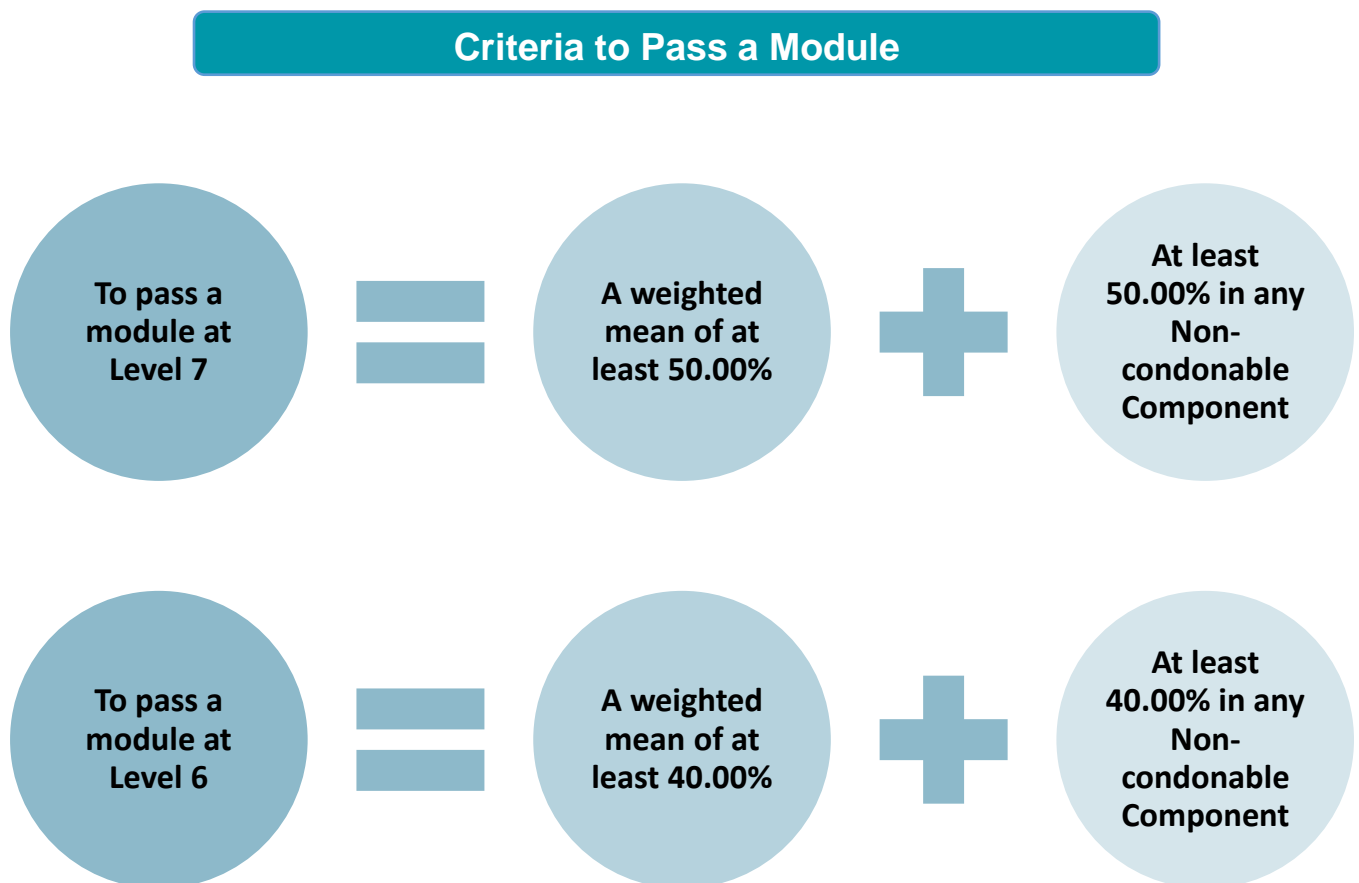 Criteria to Pass a Module
To pass a
module at
Level 7
A weighted
mean of at
least 50.00%
At least
50.00% in any
Non-
condonable
Component
To pass a
module at
Level 6
A weighted
mean of at
least 40.00%
At least
40.00% in any
Non-
condonable
Component